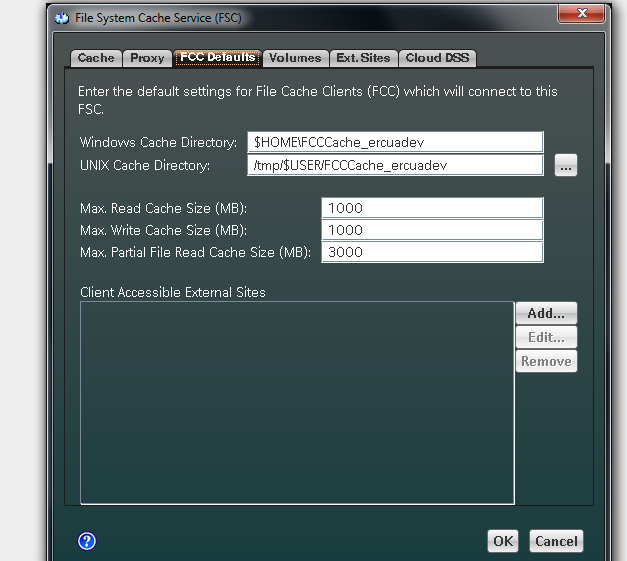 File System Cache Service (FSC)
Cache Proxy FCC Defaults Volumes Ext. Sites Cloud DSS
Enter the default settings for File Cache Clients (FCC) which will connect to this
FSC.
Windows Cache Directory: $HOME\FCCCache_ercuadev
UNIX Cache Directory: /tmp/$USER/FCCCache_ercuadev ...
Max. Read Cache Size (MB): 1000
Max. Write Cache Size (MB): 1000
Max. Partial File Read Cache Size (MB): 3000
Client Accessible External Sites
Add...
Edit...
Remove
OK Cancel